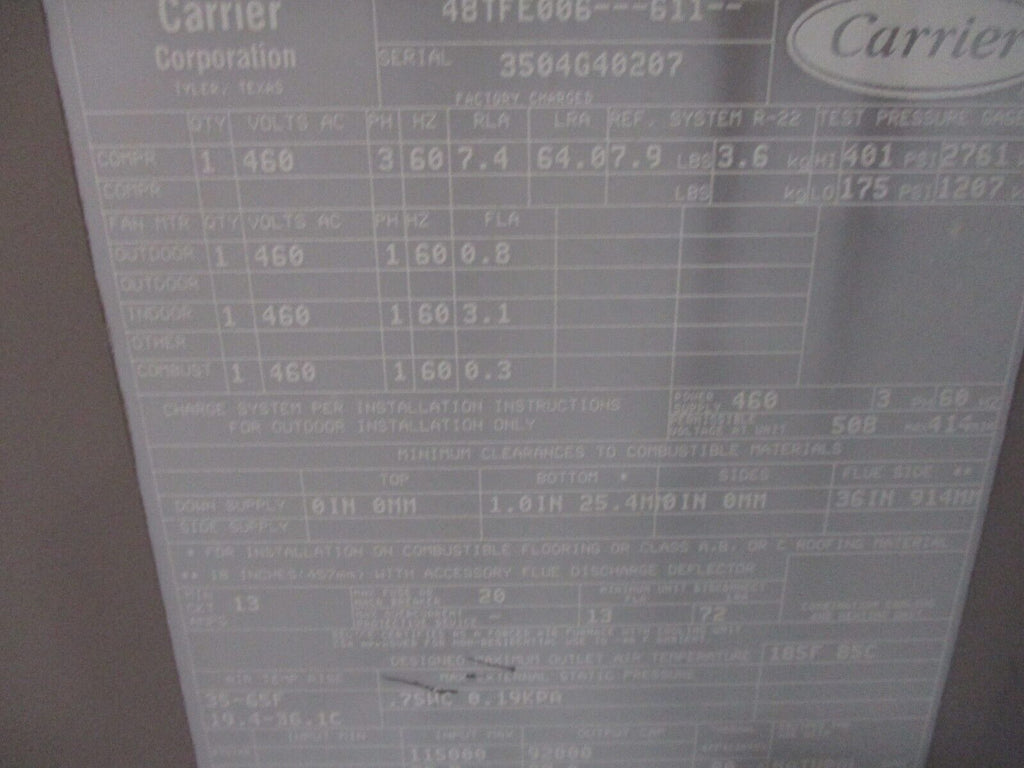 Carrier
Corporation
TYLER, TEXAS
48TFE006---611--
SERIAL 3504G40207
Carrier
FACTORY CHARGED
QTY VOLTS AC PH HZ RLA LRA REF. SYSTEM R-22 TEST PRESSURE GAGE
COMPR 1 460 3 60 7.4 64.0 7.9 LBS 3.6 kg HI 401 PSI 2761
COMPR LBS kg LO 175 PSI 1207
FAN MTR QTY VOLTS AC PH HZ FLA
OUTDOOR 1 460 1 60 0.8
OUTDOOR
INDOOR 1 460 1 60 3.1
OTHER
COMBUST 1 460 1 60 0.3
CHARGE SYSTEM PER INSTALLATION INSTRUCTIONS
FOR OUTDOOR INSTALLATION ONLY
POWER SUPPLY 460 3 60
508 414
MINIMUM CLEARANCES TO COMBUSTIBLE MATERIALS
TOP BOTTOM * SIDES FLUE SIDE **
DOWN SUPPLY 0IN 0MM 1.0IN 25.4M 0IN 0MM 36IN 914MM
SIDE SUPPLY
* FOR INSTALLATION ON COMBUSTIBLE FLOORING OR CLASS A,B, OR C ROOFING MATERIAL
** 18 INCHES(457mm) WITH ACCESSORY FLUE DISCHARGE DEFLECTOR
MIN CKT AMPS 13 20
13 72
DESIGNED MAXIMUM OUTLET AIR TEMPERATURE 185F 85C
AIR TEMP RISE MAX EXTERNAL STATIC PRESSURE
35-65F .75WC 0.19KPA
19.4-36.1C
INPUT MIN INPUT MAX OUTPUT CAP
115000 92000